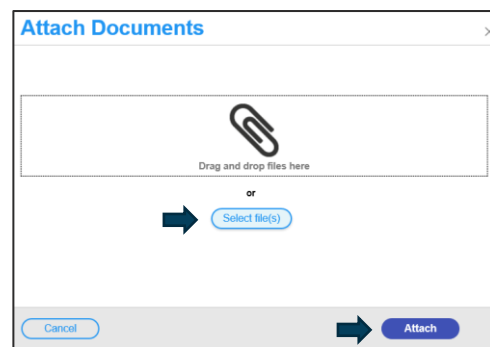 Attach Documents
Drag and drop files here
or
Select file(s)
Cancel
Attach